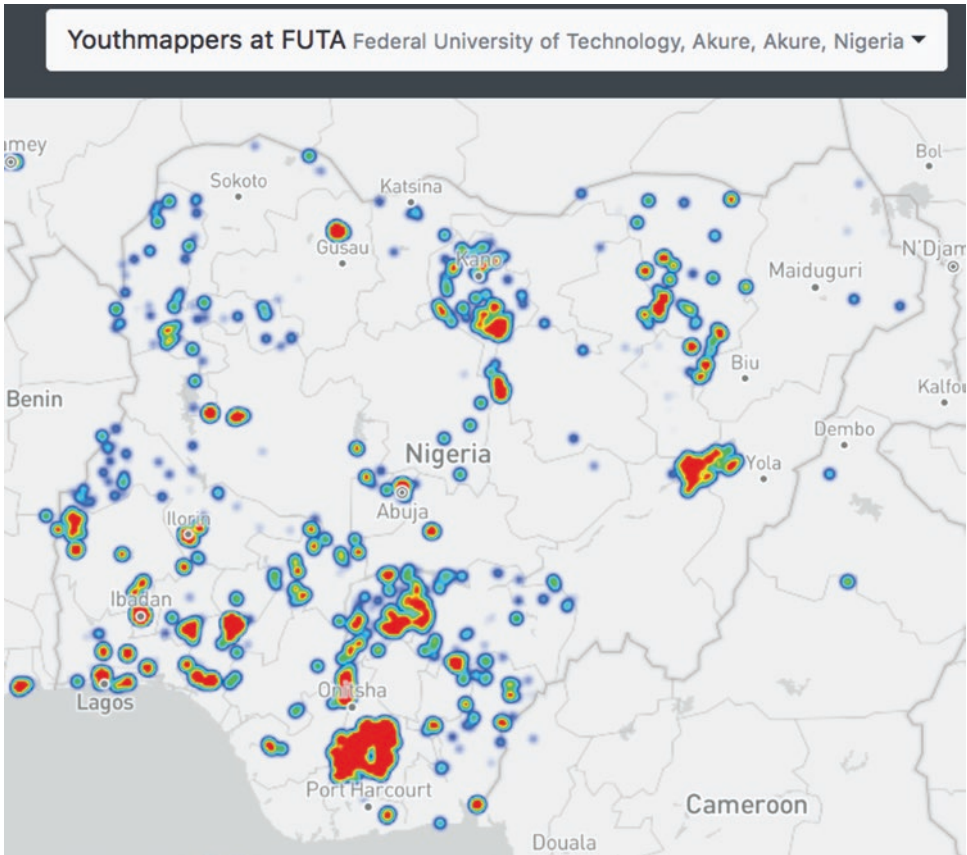 Youthmappers at FUTA Federal University of Technology, Akure, Akure, Nigeria
amey
Bol
Sokoto
Katsina
N'Djam
Gusau
Kano
Maiduguri
Biu
Benin
Kalfou
Dembo
Nigeria
Yola
Abuja
Ilorin
Ibadan
Onitsha
Lagos
Port Harcourt
Cameroon
Douala